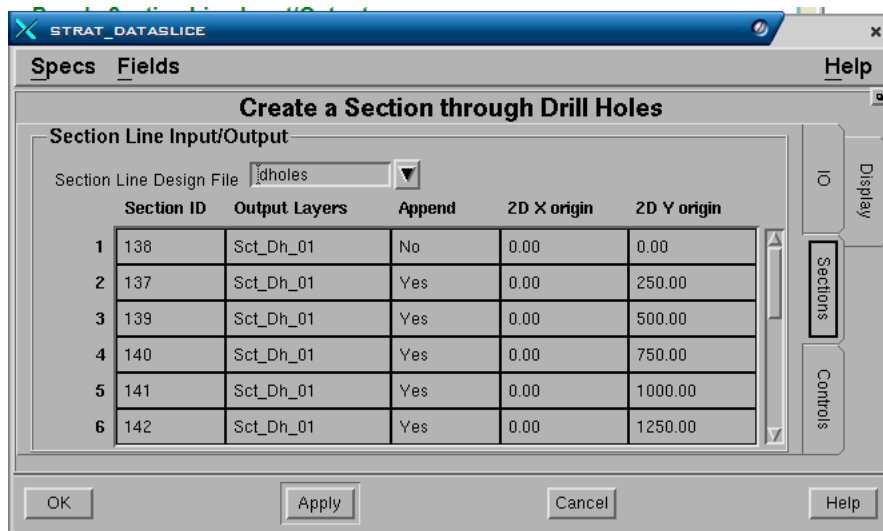 STRAT_DATASLICE
Specs Fields Help
Create a Section through Drill Holes
Section Line Input/Output
Section Line Design File dholes
Section ID Output Layers Append 2D X origin 2D Y origin
1 138 Sct_Dh_01 No 0.00 0.00
2 137 Sct_Dh_01 Yes 0.00 250.00
3 139 Sct_Dh_01 Yes 0.00 500.00
4 140 Sct_Dh_01 Yes 0.00 750.00
5 141 Sct_Dh_01 Yes 0.00 1000.00
6 142 Sct_Dh_01 Yes 0.00 1250.00
IO
Display
Sections
Controls
OK Apply Cancel Help